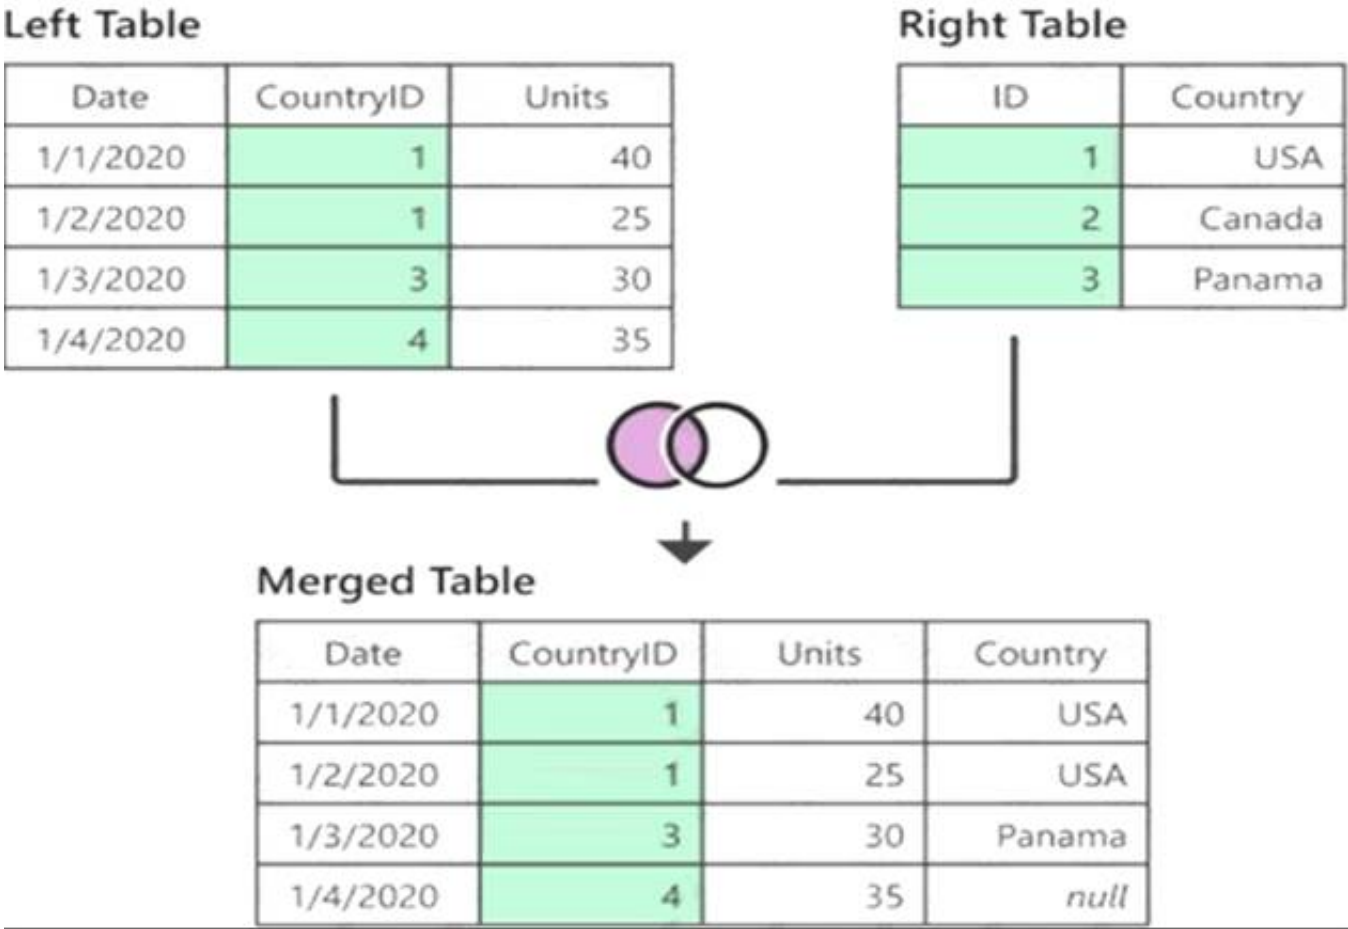 Left Table
Date CountryID Units
1/1/2020 1 40
1/2/2020 1 25
1/3/2020 3 30
1/4/2020 4 35
Right Table
ID Country
1 USA
2 Canada
3 Panama
Merged Table
Date CountryID Units Country
1/1/2020 1 40 USA
1/2/2020 1 25 USA
1/3/2020 3 30 Panama
1/4/2020 4 35 null